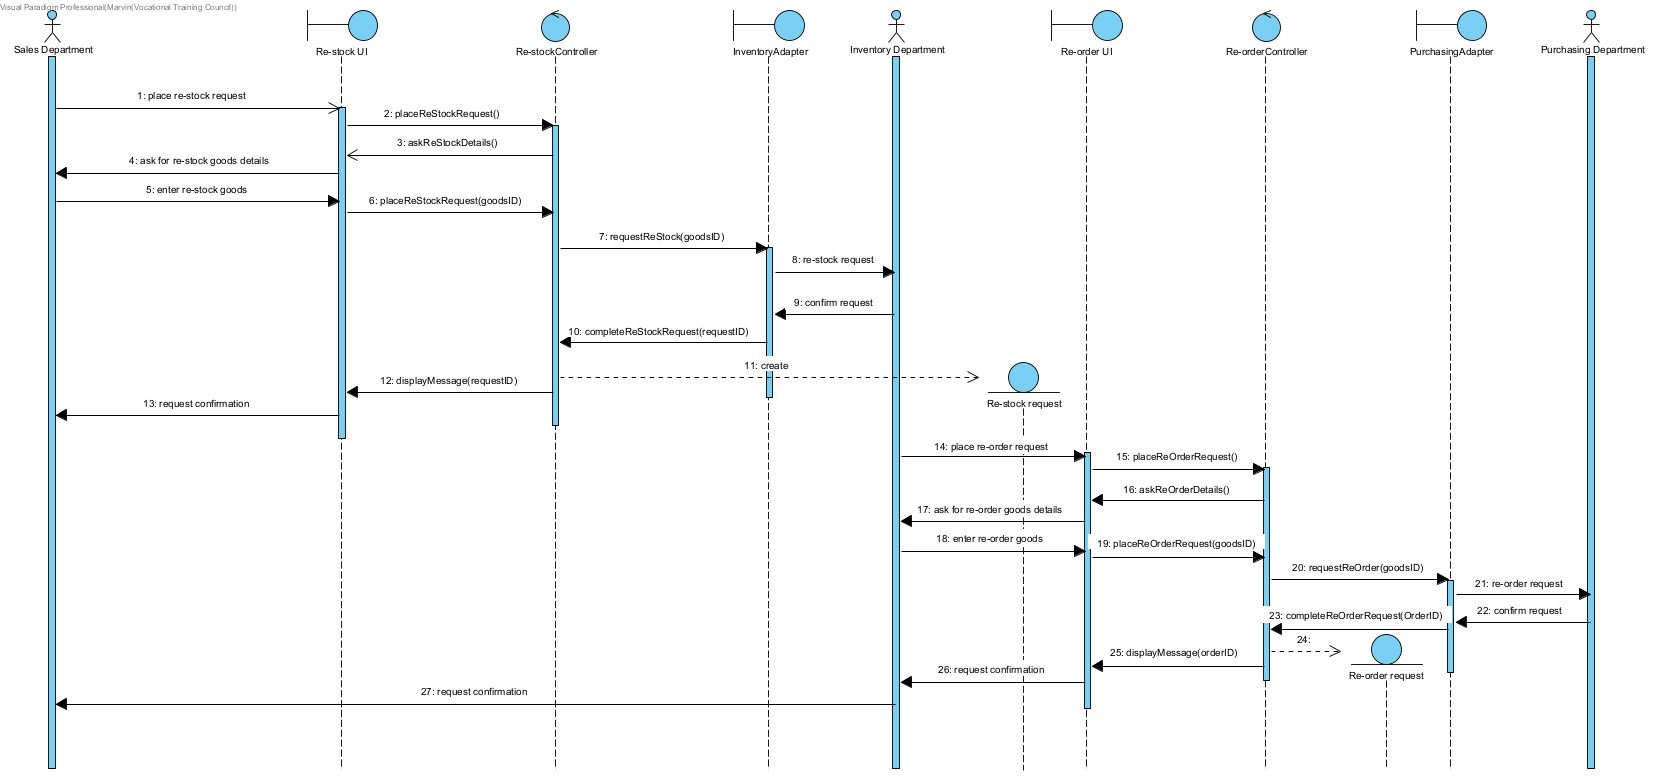 Visual Paradigm Professional(Marvin(Vocational Training Council))
Sales Department
Re-stock UI
Re-stockController
InventoryAdapter
Inventory Department
Re-order UI
Re-orderController
PurchasingAdapter
Purchasing Department
1: place re-stock request
2: placeReStockRequest()
3: askReStockDetails()
4: ask for re-stock goods details
5: enter re-stock goods
6: placeReStockRequest(goodsID)
7: requestReStock(goodsID)
8: re-stock request
9: confirm request
10: completeReStockRequest(requestID)
11: create
12: displayMessage(requestID)
13: request confirmation
Re-stock request
14: place re-order request
15: placeReOrderRequest()
16: askReOrderDetails()
17: ask for re-order goods details
18: enter re-order goods
19: placeReOrderRequest(goodsID)
20: requestReOrder(goodsID)
21: re-order request
22: confirm request
23: completeReOrderRequest(OrderID)
24:
25: displayMessage(orderID)
26: request confirmation
Re-order request
27: request confirmation